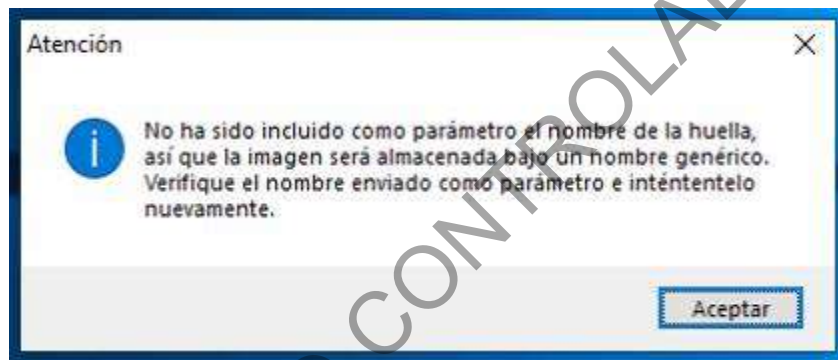 Atención
No ha sido incluido como parámetro el nombre de la huella,
así que la imagen será almacenada bajo un nombre genérico.
Verifique el nombre enviado como parámetro e inténtentelo
nuevamente.
Aceptar